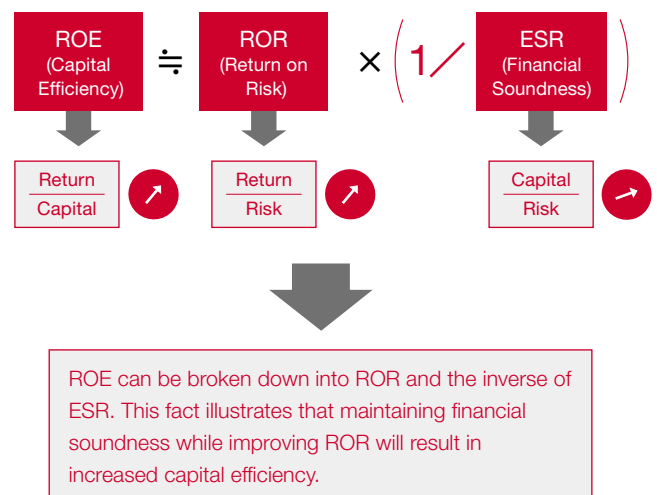 ROE
(Capital
Efficiency)
≒
ROR
(Return on
Risk)
×
(1/
ESR
(Financial
Soundness)
)
Return
Capital
Return
Risk
Capital
Risk
ROE can be broken down into ROR and the inverse of
ESR. This fact illustrates that maintaining financial
soundness while improving ROR will result in
increased capital efficiency.